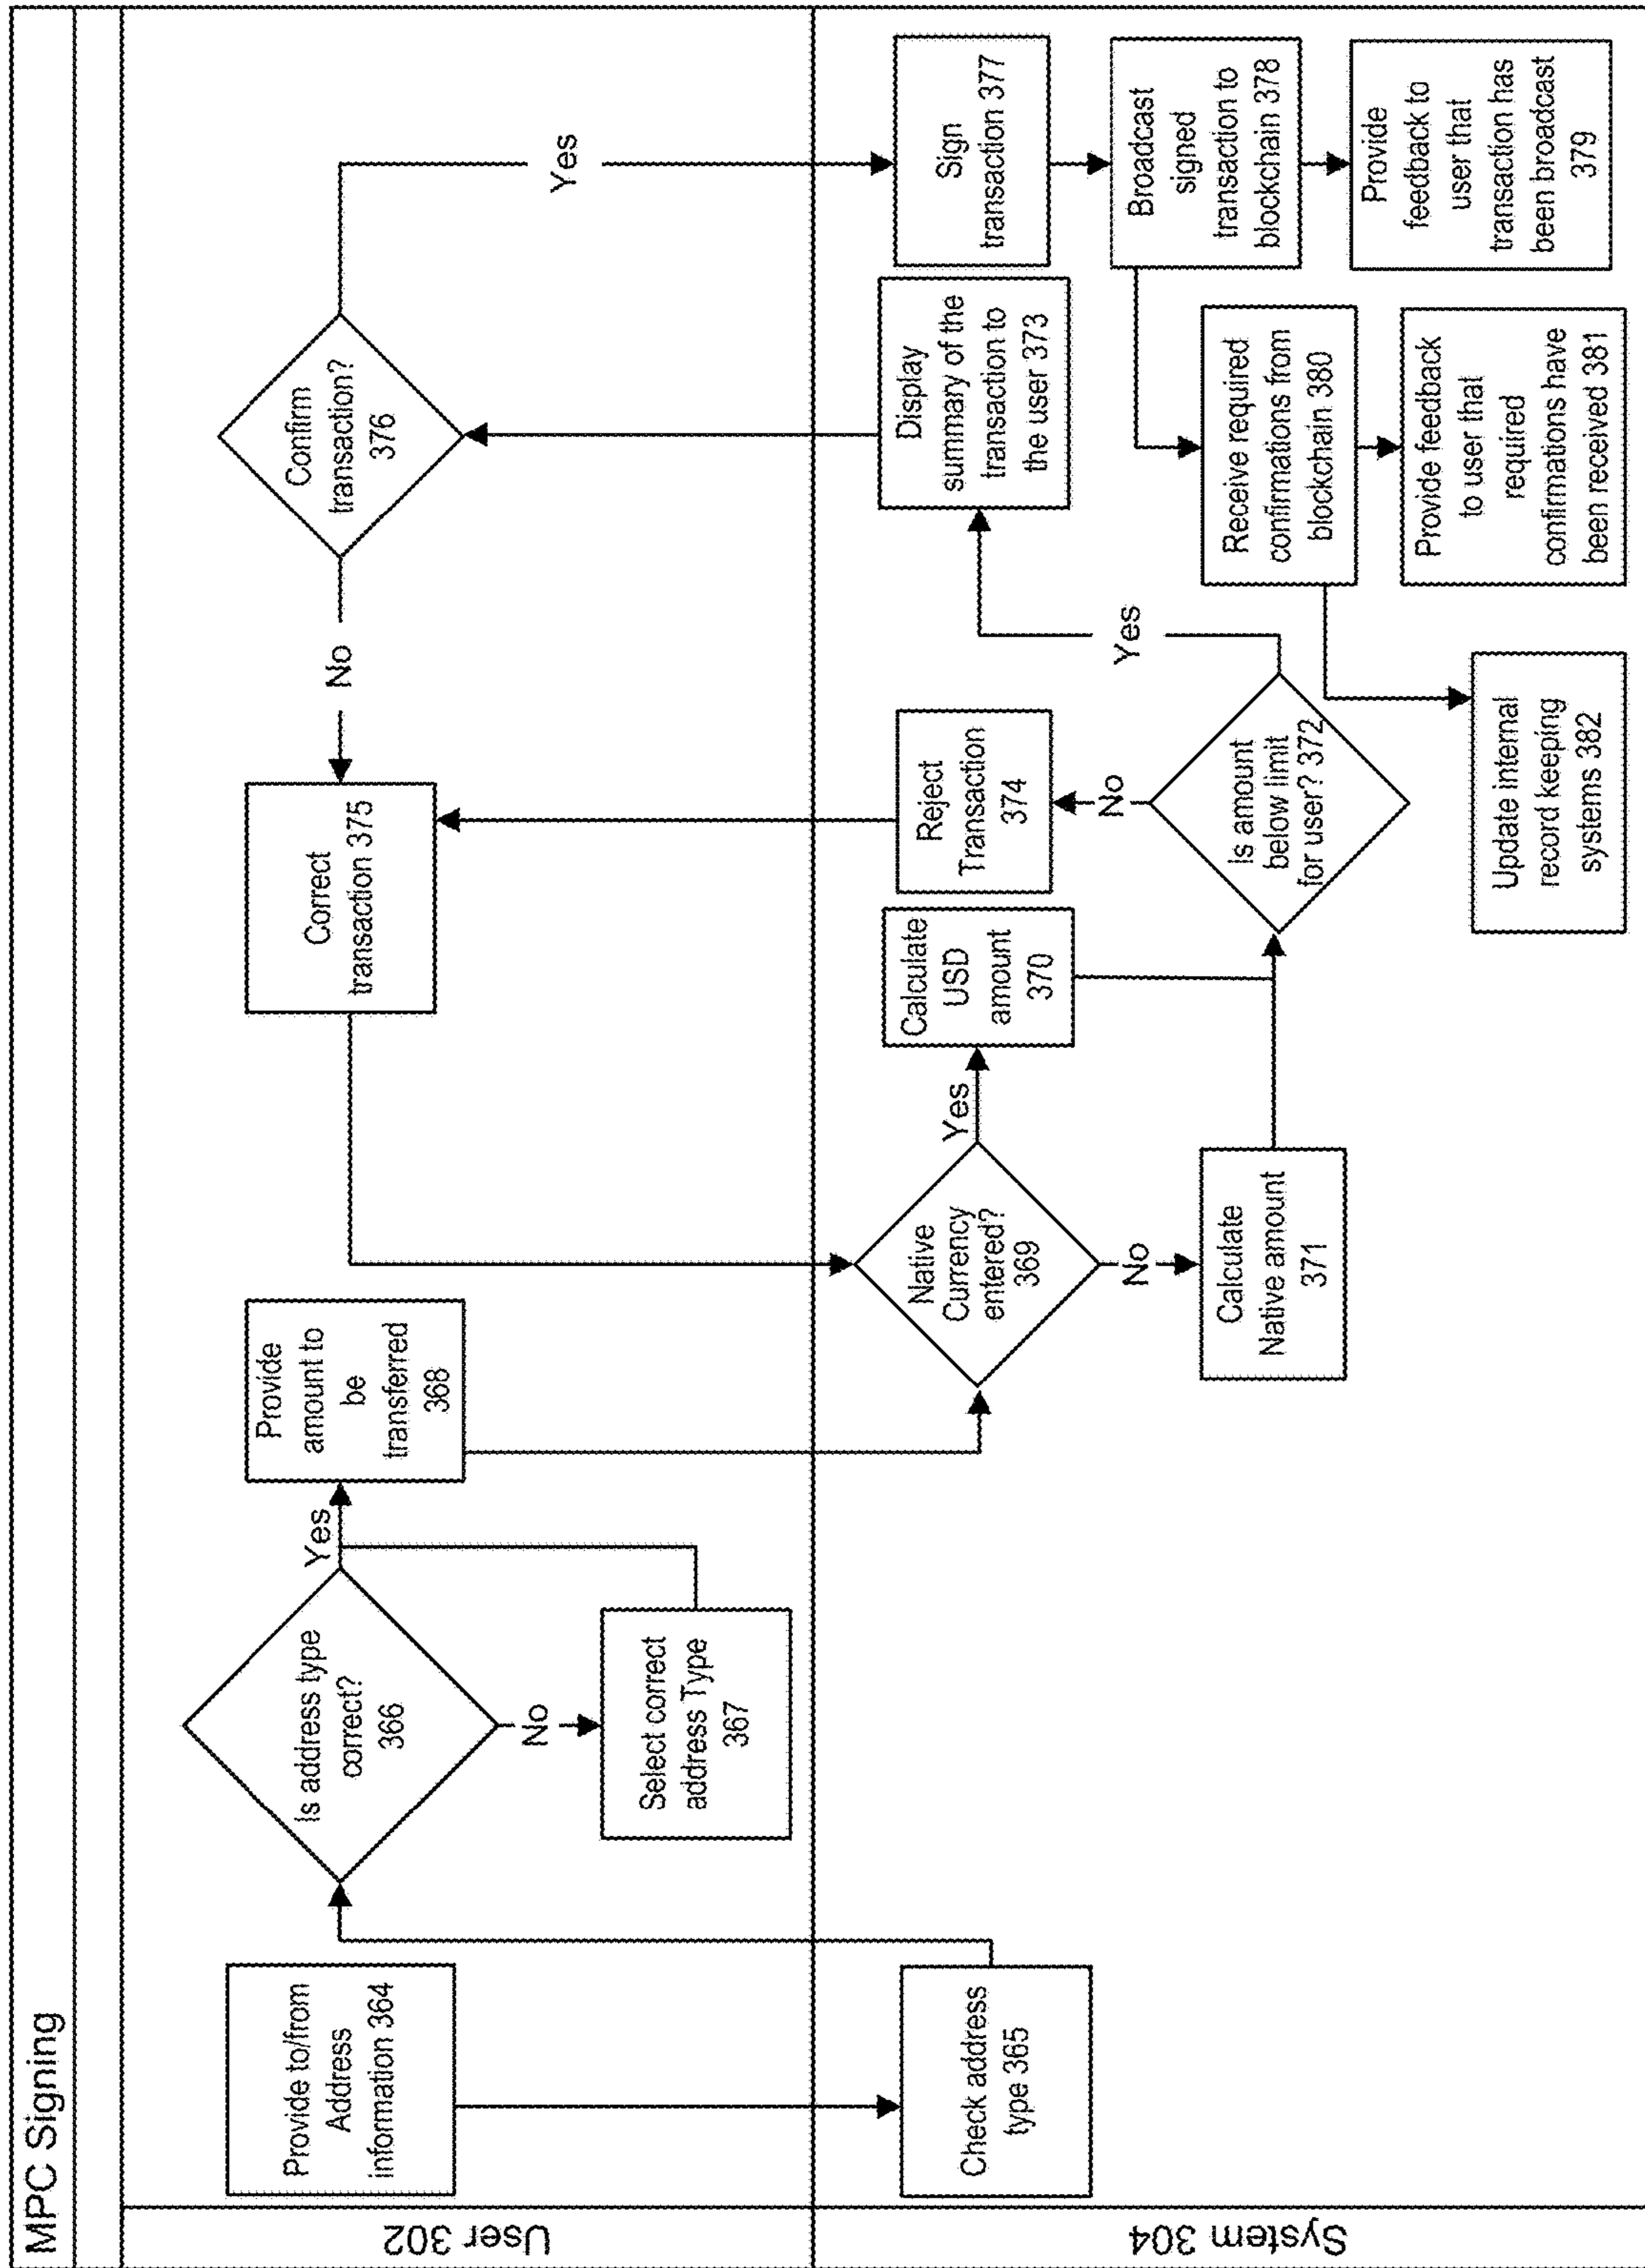 MPC Signing
User 302
Provide to/from
Address
information 364
Is address type
correct?
366
Yes
No
Select correct
address Type
367
Provide
amount to
be
transferred
368
Correct
transaction 375
No
Confirm
transaction?
376
Yes
System 304
Check address
type 365
Native
Currency
entered?
369
Yes
No
Calculate
USD
amount
370
Calculate
Native amount
371
Reject
Transaction
374
No
Is amount
below limit
for user? 372
Yes
Display
summary of the
transaction to
the user 373
Sign
transaction 377
Broadcast
signed
transaction to
blockchain 378
Provide
feedback to
user that
transaction has
been broadcast
379
Receive required
confirmations from
blockchain 380
Provide feedback
to user that
required
confirmations have
been received 381
Update internal
record keeping
systems 382